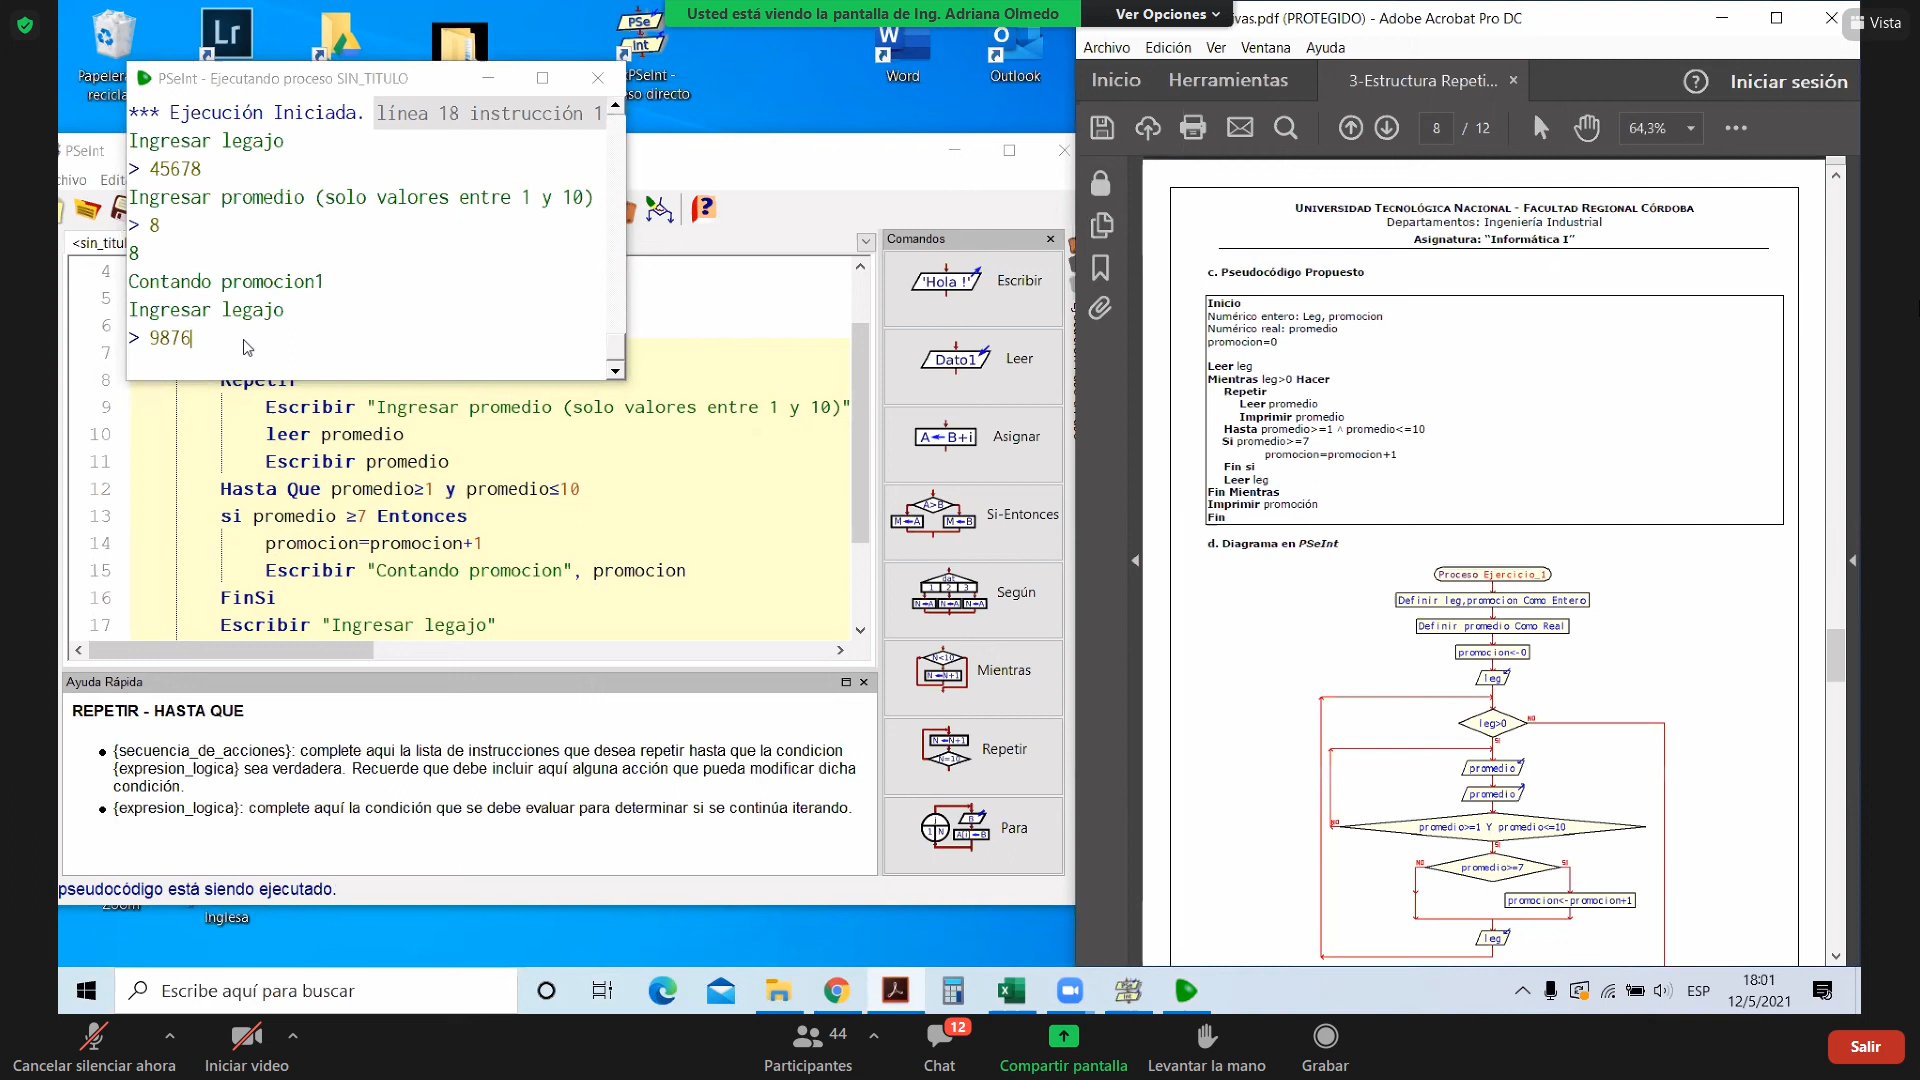 Usted está viendo la pantalla de Ing. Adriana Olmedo
Ver Opciones
Vista
Word
Outlook
PSeInt -
so directo
PSeInt - Ejecutando proceso SIN_TITULO
*** Ejecución Iniciada. línea 18 instrucción 1
Ingresar legajo
> 45678
Ingresar promedio (solo valores entre 1 y 10)
> 8
8
Contando promocion1
Ingresar legajo
> 9876
PSeInt
4
5
6
7
8 Repetir
9 Escribir "Ingresar promedio (solo valores entre 1 y 10)"
10 leer promedio
11 Escribir promedio
12 Hasta Que promedio≥1 y promedio≤10
13 si promedio ≥7 Entonces
14 promocion=promocion+1
15 Escribir "Contando promocion", promocion
16 FinSi
17 Escribir "Ingresar legajo"
Comandos
'Hola !' Escribir
Dato1 Leer
A←B+i Asignar
A>B M←A M←B Si-Entonces
Según
Mientras
Repetir
Para
Ayuda Rápida
REPETIR - HASTA QUE
{secuencia_de_acciones}: complete aqui la lista de instrucciones que desea repetir hasta que la condicion
{expresion_logica} sea verdadera. Recuerde que debe incluir aquí alguna acción que pueda modificar dicha
condición.
{expresion_logica}: complete aquí la condición que se debe evaluar para determinar si se continúa iterando.
pseudocódigo está siendo ejecutado.
Zoom
Inglesa
ivas.pdf (PROTEGIDO) - Adobe Acrobat Pro DC
Archivo Edición Ver Ventana Ayuda
Inicio Herramientas 3-Estructura Repeti... × Iniciar sesión
8 / 12 64,3%
UNIVERSIDAD TECNOLÓGICA NACIONAL - FACULTAD REGIONAL CÓRDOBA
Departamentos: Ingeniería Industrial
Asignatura: "Informática I"
c. Pseudocódigo Propuesto
Inicio
Numérico entero: Leg, promocion
Numérico real: promedio
promocion=0
Leer leg
Mientras leg>0 Hacer
Repetir
Leer promedio
Imprimir promedio
Hasta promedio>=1 ^ promedio<=10
Si promedio>=7
promocion=promocion+1
Fin si
Leer leg
Fin Mientras
Imprimir promoción
Fin
d. Diagrama en PSeInt
Proceso Ejercicio_1
Definir leg,promocion Como Entero
Definir promedio Como Real
promocion<-0
leg
leg>0
NO
SI
promedio
promedio
promedio>=1 Y promedio<=10
NO
SI
promedio>=7
NO
SI
promocion<-promocion+1
leg
Escribe aquí para buscar
ESP
18:01
12/5/2021
Cancelar silenciar ahora
Iniciar video
44
Participantes
12
Chat
Compartir pantalla
Levantar la mano
Grabar
Salir